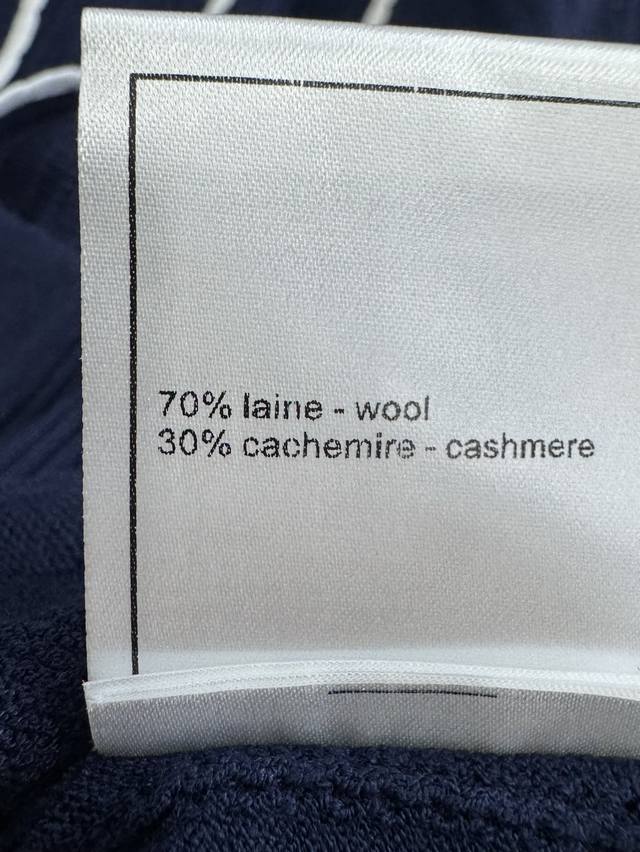 70% laine - wool
30% cachemire - cashmere